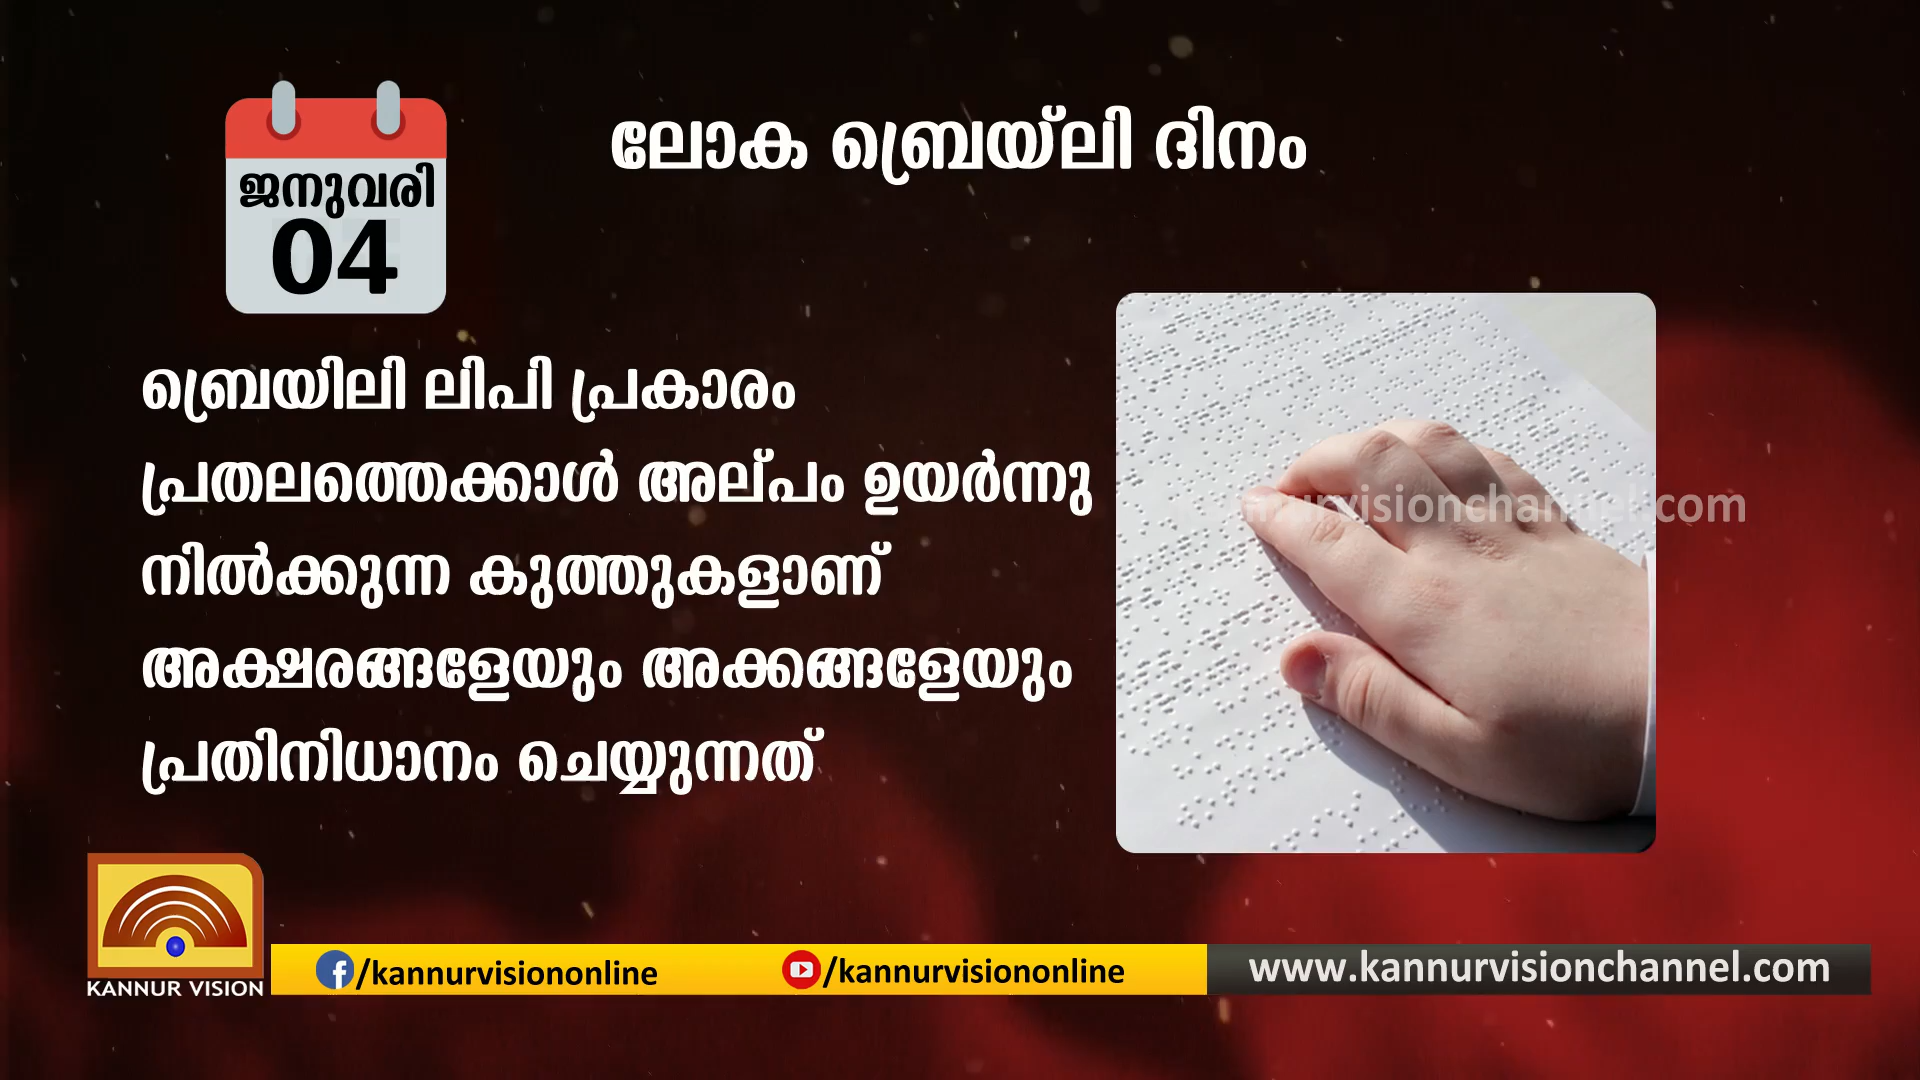 ജനുവരി
04
ലോക ബ്രെയ്‌ലി ദിനം
ബ്രെയിലി ലിപി പ്രകാരം
പ്രതലത്തെക്കാൾ അല്പം ഉയർന്നു
നിൽക്കുന്ന കുത്തുകളാണ്
അക്ഷരങ്ങളേയും അക്കങ്ങളേയും
പ്രതിനിധാനം ചെയ്യുന്നത്
KANNUR VISION
/kannurvisiononline
/kannurvisiononline
www.kannurvisionchannel.com